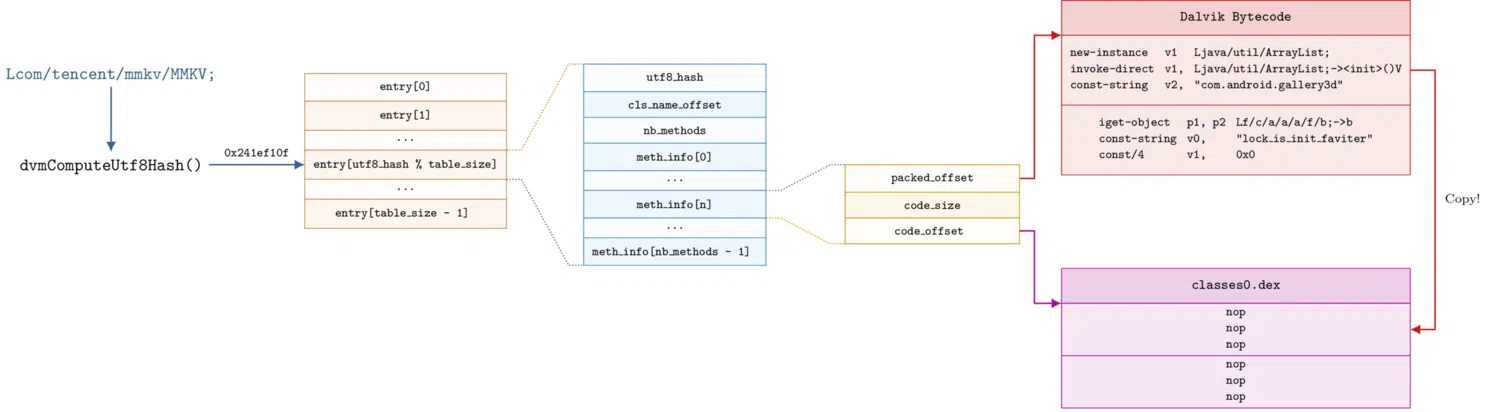 Lcom/tencent/mmkv/MMKV;
dvmComputeUtf8Hash()
0x241ef10f
entry[0]
entry[1]
...
entry[utf8_hash % table_size]
...
entry[table_size - 1]
utf8_hash
cls_name_offset
nb_methods
meth_info[0]
...
meth_info[n]
...
meth_info[nb_methods - 1]
packed_offset
code_size
code_offset
Dalvik Bytecode
new-instance v1 Ljava/util/ArrayList;
invoke-direct v1, Ljava/util/ArrayList;-><init>()V
const-string v2, "com.android.gallery3d"
iget-object p1, p2 Lf/c/a/a/a/f/b;->b
const-string v0, "lock_is_init_faviter"
const/4 v1, 0x0
Copy!
classes0.dex
nop
nop
nop
nop
nop
nop